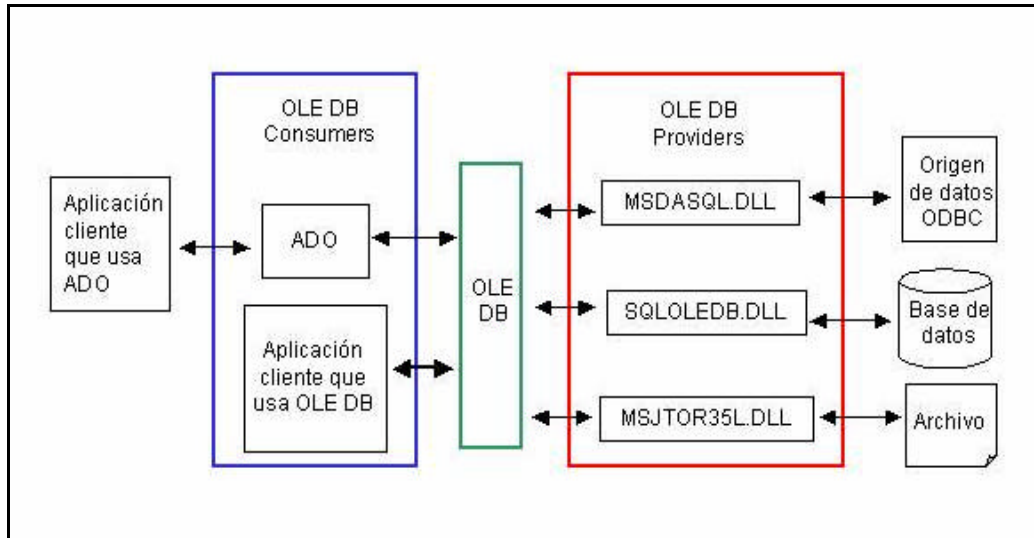 OLE DB
Consumers
OLE DB
Providers
Aplicación
cliente
que usa
ADO
ADO
Aplicación
cliente que
usa OLE DB
OLE
DB
MSDASQL.DLL
SQLOLEDB.DLL
MSJTOR35L.DLL
Origen
de datos
ODBC
Base de
datos
Archivo